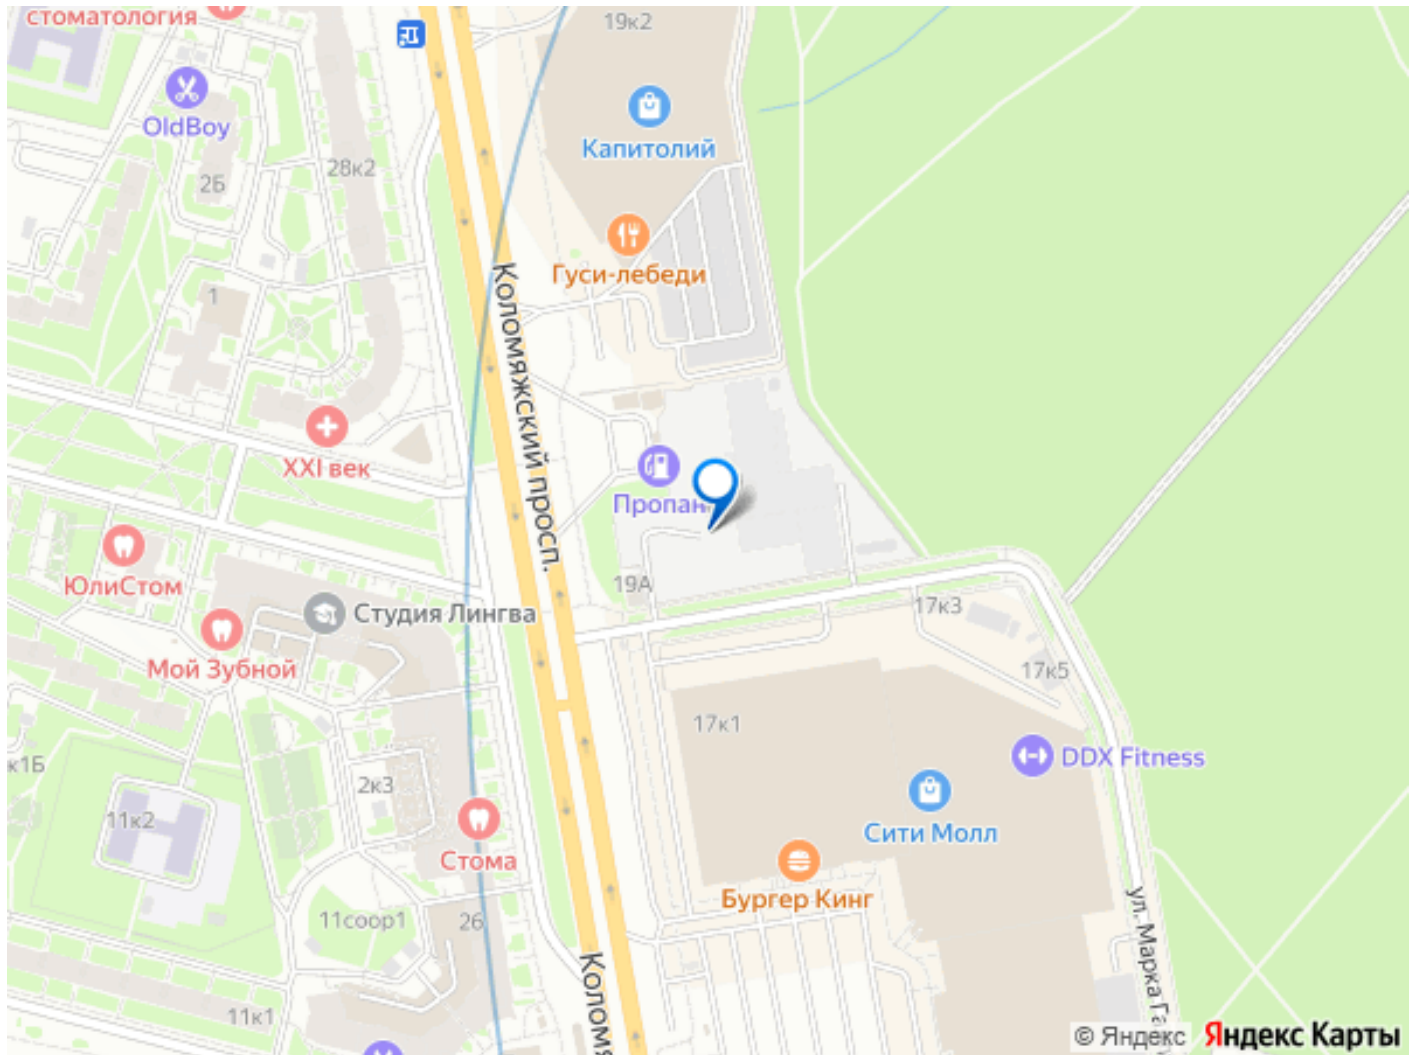 стоматология
19к2
OldBoy
Капитолий
28к2
2Б
Гуси-лебеди
1
Коломяжский просп.
XXI век
Пропан
ЮлиСтом
19А
Студия Лингва
17к3
Мой Зубной
17к5
17к1
DDX Fitness
к1Б
2к3
Сити Молл
11к2
Стома
Бургер Кинг
11соор1
26
ул. Марка Га
Колом
11к1
© Яндекс Яндекс Карты